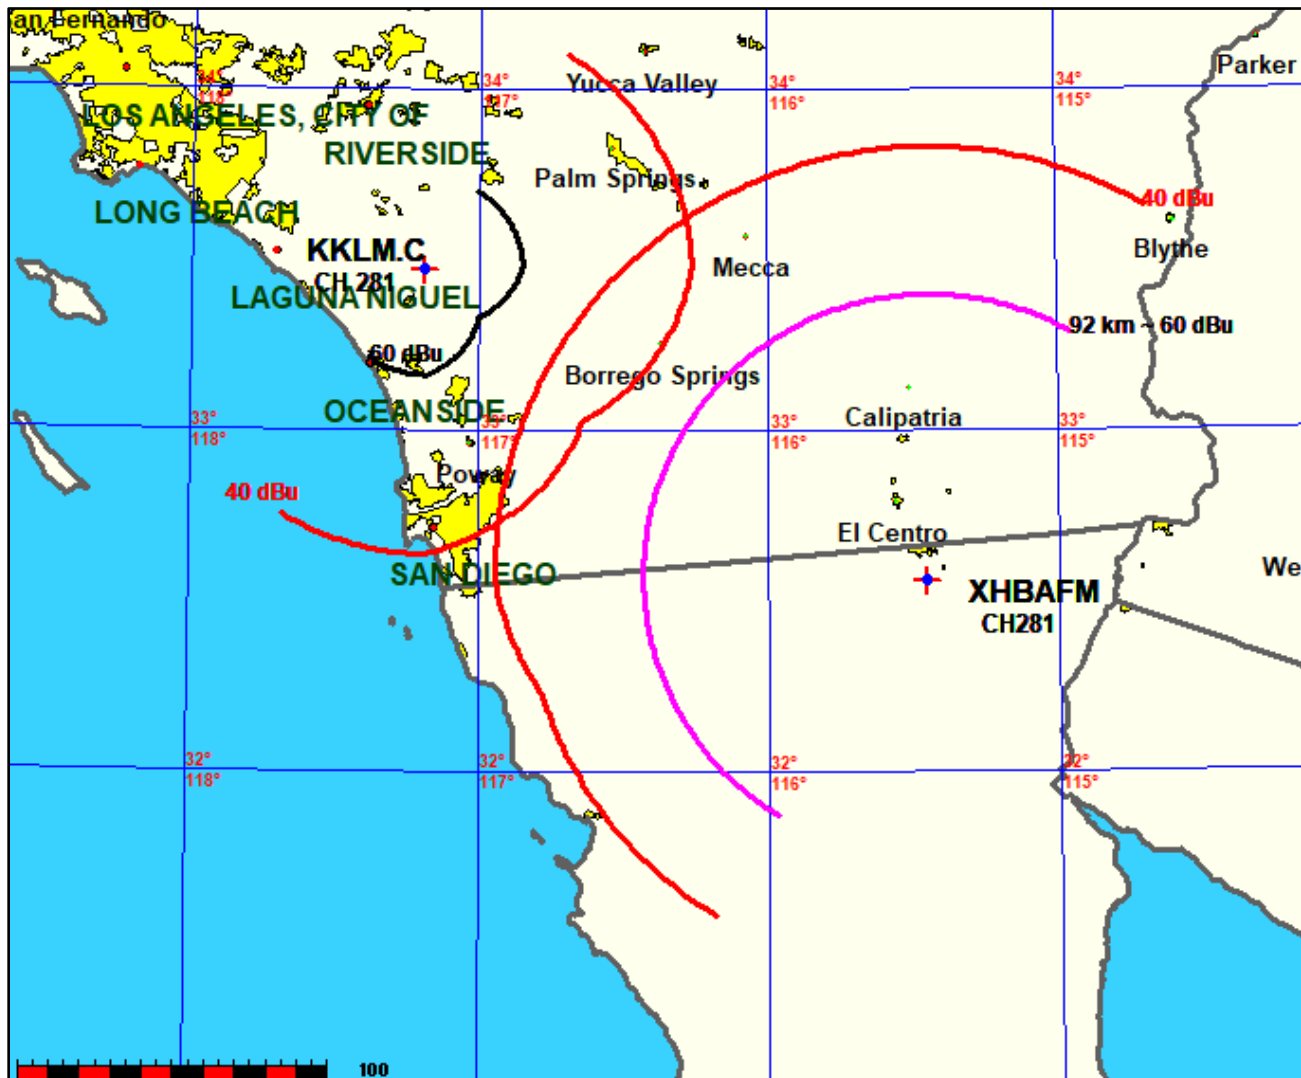 an Fernando
Parker
34°
118°
34°
117°
Yucca Valley
34°
116°
34°
115°
LOS ANGELES, CITY OF
RIVERSIDE
Palm Springs
40 dBu
LONG BEACH
KKLM.C
CH 281
Mecca
Blythe
LAGUNA NIGUEL
92 km ~ 60 dBu
60 dBu
Borrego Springs
OCEANSIDE
Calipatria
33°
118°
33°
117°
33°
116°
33°
115°
Poway
40 dBu
El Centro
SAN DIEGO
XHBAFM
CH281
We
32°
118°
32°
117°
32°
116°
32°
115°
100